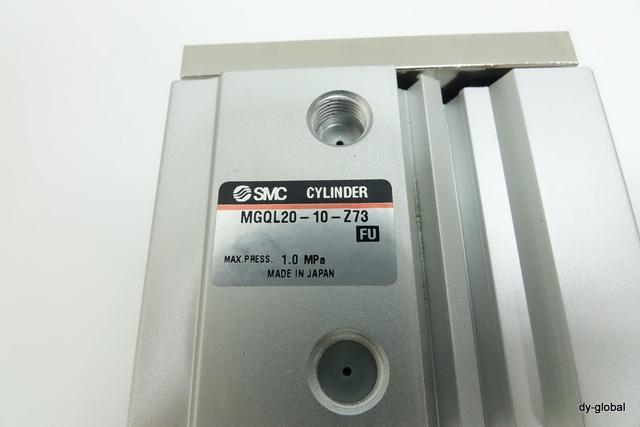 SMC CYLINDER
MGQL20-10-Z73
FU
MAX.PRESS. 1.0 MPa
MADE IN JAPAN
dy-global